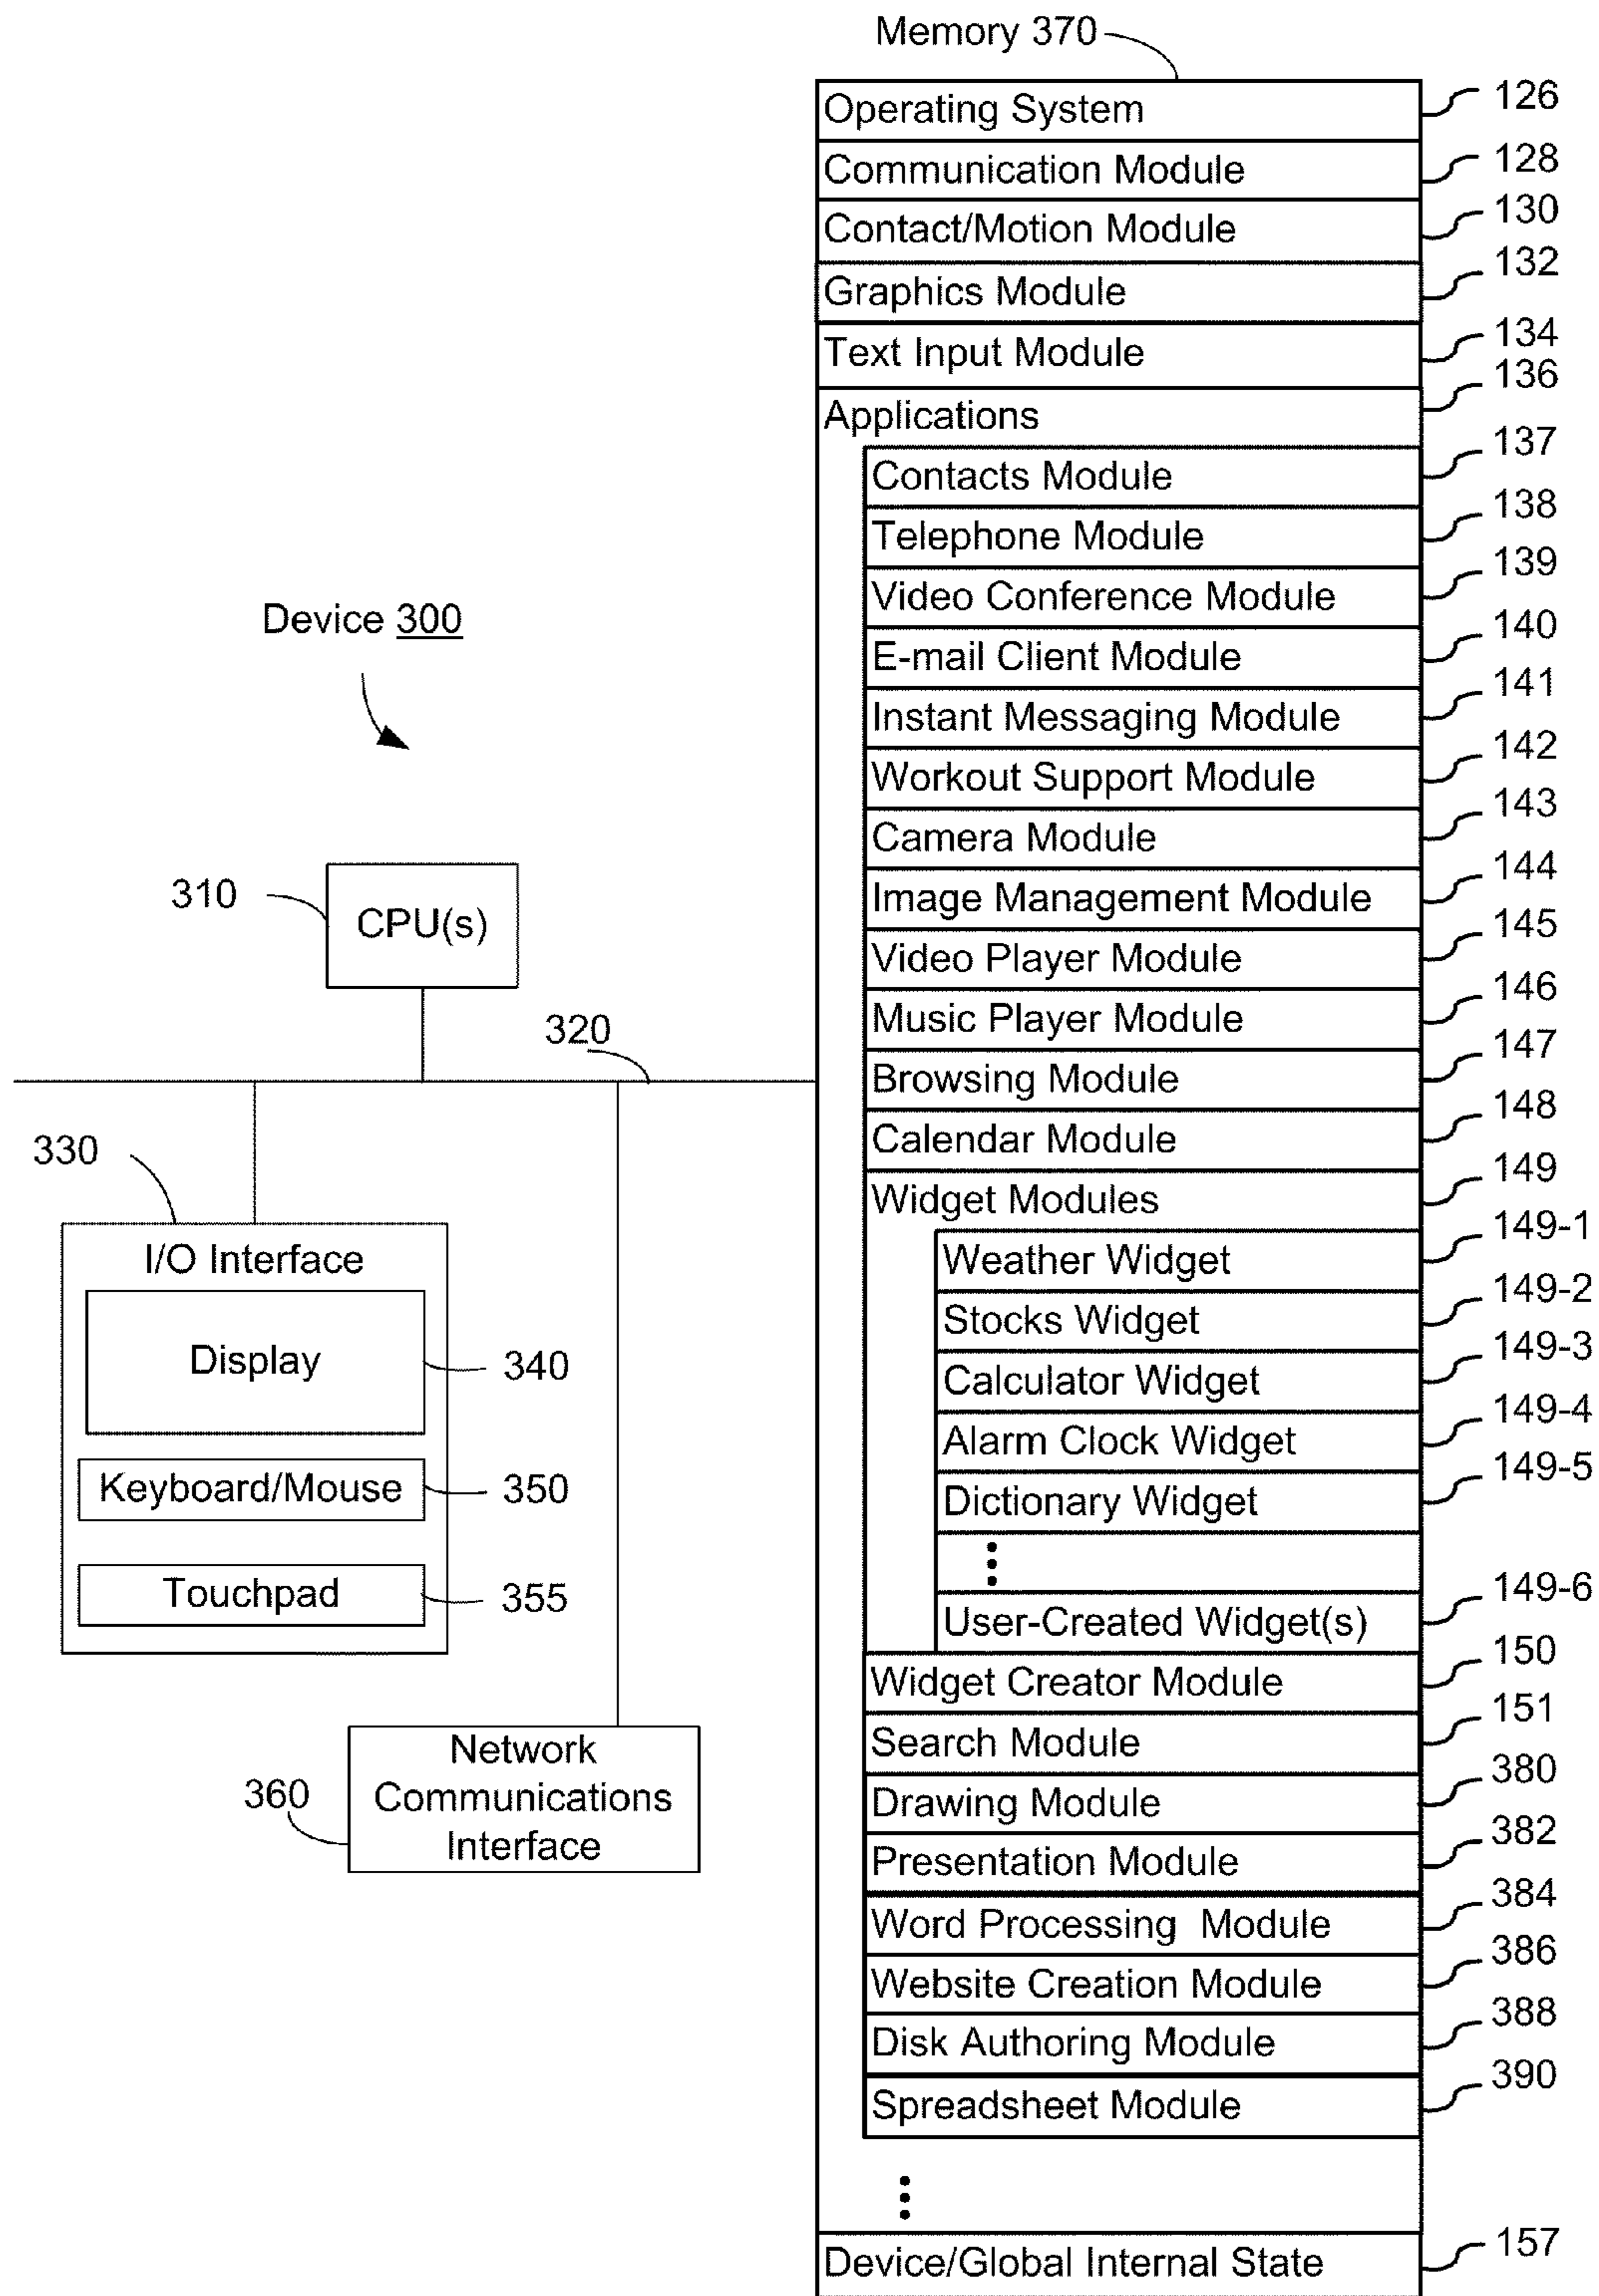 Memory 370
Operating System 126
Communication Module 128
Contact/Motion Module 130
Graphics Module 132
Text Input Module 134
Applications 136
Contacts Module 137
Telephone Module 138
Video Conference Module 139
E-mail Client Module 140
Instant Messaging Module 141
Workout Support Module 142
Camera Module 143
Image Management Module 144
Video Player Module 145
Music Player Module 146
Browsing Module 147
Calendar Module 148
Widget Modules 149
Weather Widget 149-1
Stocks Widget 149-2
Calculator Widget 149-3
Alarm Clock Widget 149-4
Dictionary Widget 149-5
User-Created Widget(s) 149-6
Widget Creator Module 150
Search Module 151
Drawing Module 380
Presentation Module 382
Word Processing Module 384
Website Creation Module 386
Disk Authoring Module 388
Spreadsheet Module 390
Device/Global Internal State 157
Device 300
310
CPU(s)
320
330
I/O Interface
Display 340
Keyboard/Mouse 350
Touchpad 355
360
Network
Communications
Interface